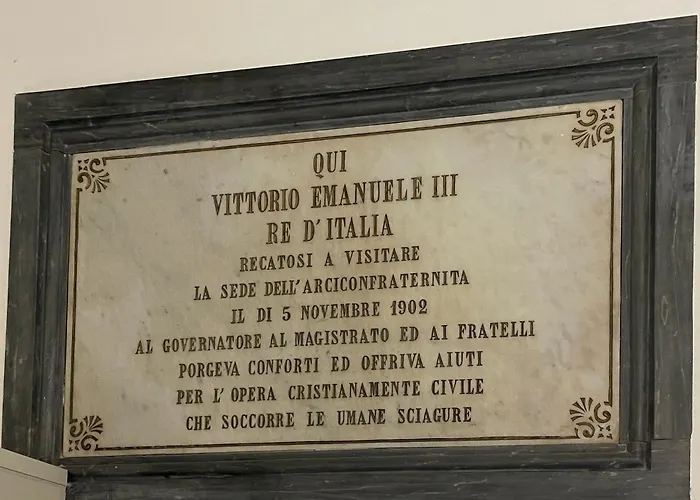 QUI
VITTORIO EMANUELE III
RE D'ITALIA
RECATOSI A VISITARE
LA SEDE DELL'ARCICONFRATERNITA
IL DI 5 NOVEMBRE 1902
AL GOVERNATORE AL MAGISTRATO ED AI FRATELLI
PORGEVA CONFORTI ED OFFRIVA AIUTI
PER L'OPERA CRISTIANAMENTE CIVILE
CHE SOCCORRE LE UMANE SCIAGURE